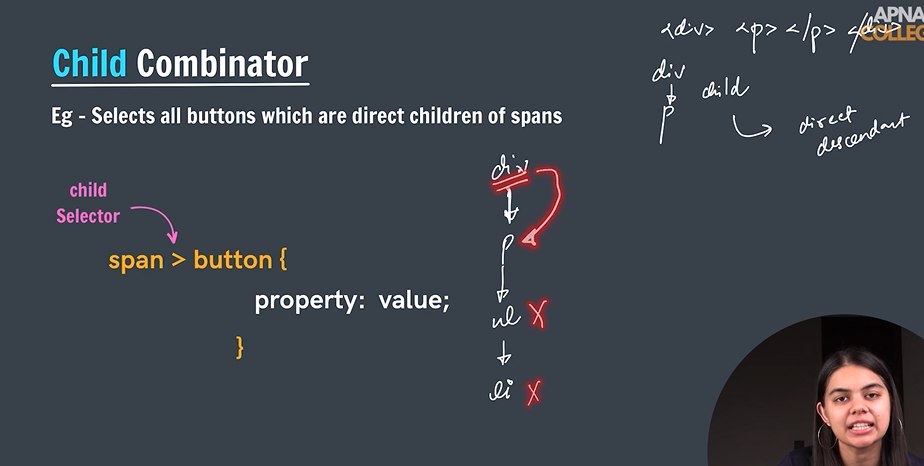 Child Combinator
Eg - Selects all buttons which are direct children of spans
child
Selector
span > button {
property: value;
}
<div> <p> </p> </div>
APNA
COLLEG
div
p
child
direct
descendant
div
p
ul X
li X